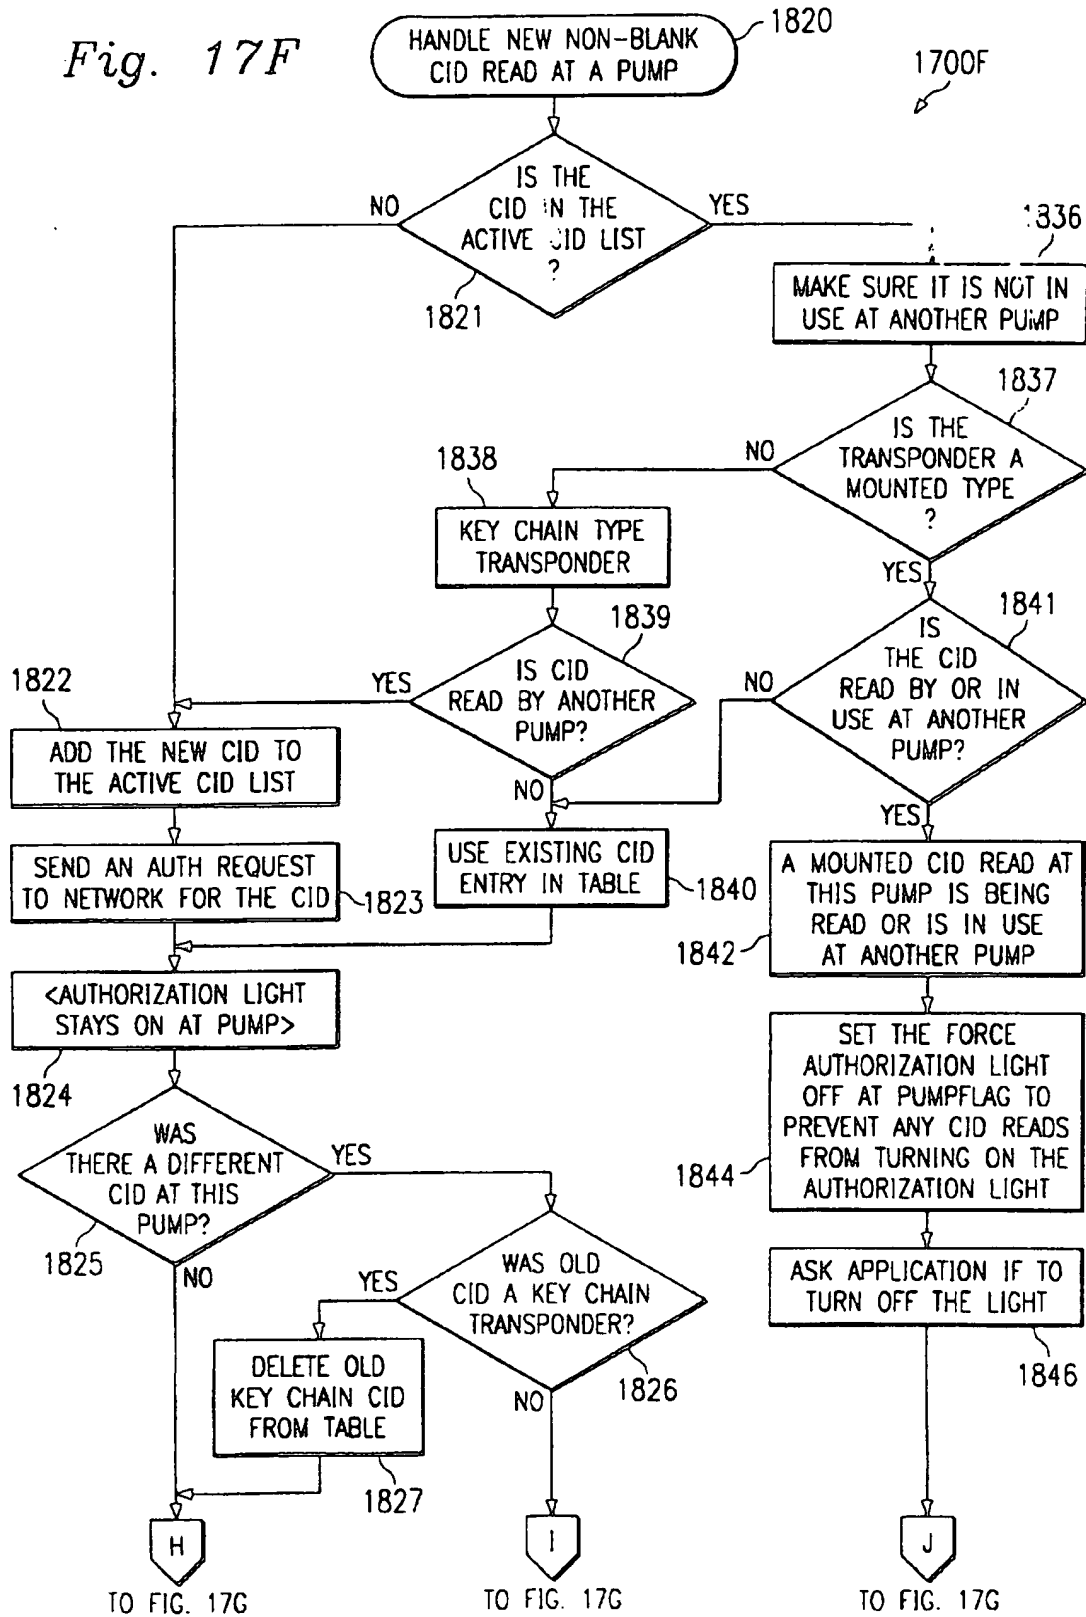 Fig. 17F
HANDLE NEW NON-BLANK
CID READ AT A PUMP
1820
1700F
IS THE
CID IN THE
ACTIVE CID LIST
?
NO
YES
1821
1836
MAKE SURE IT IS NOT IN
USE AT ANOTHER PUMP
1837
IS THE
TRANSPONDER A
MOUNTED TYPE
?
NO
YES
1838
KEY CHAIN TYPE
TRANSPONDER
1839
IS CID
READ BY ANOTHER
PUMP?
YES
NO
1841
IS
THE CID
READ BY OR IN
USE AT ANOTHER
PUMP?
NO
YES
1822
ADD THE NEW CID TO
THE ACTIVE CID LIST
SEND AN AUTH REQUEST
TO NETWORK FOR THE CID
1823
USE EXISTING CID
ENTRY IN TABLE
1840
A MOUNTED CID READ AT
THIS PUMP IS BEING
READ OR IS IN USE
AT ANOTHER PUMP
1842
<AUTHORIZATION LIGHT
STAYS ON AT PUMP>
1824
SET THE FORCE
AUTHORIZATION LIGHT
OFF AT PUMPFLAG TO
PREVENT ANY CID READS
FROM TURNING ON THE
AUTHORIZATION LIGHT
1844
WAS
THERE A DIFFERENT
CID AT THIS
PUMP?
YES
NO
1825
WAS OLD
CID A KEY CHAIN
TRANSPONDER?
YES
NO
1826
ASK APPLICATION IF TO
TURN OFF THE LIGHT
1846
DELETE OLD
KEY CHAIN CID
FROM TABLE
1827
H
I
J
TO FIG. 17G
TO FIG. 17G
TO FIG. 17G